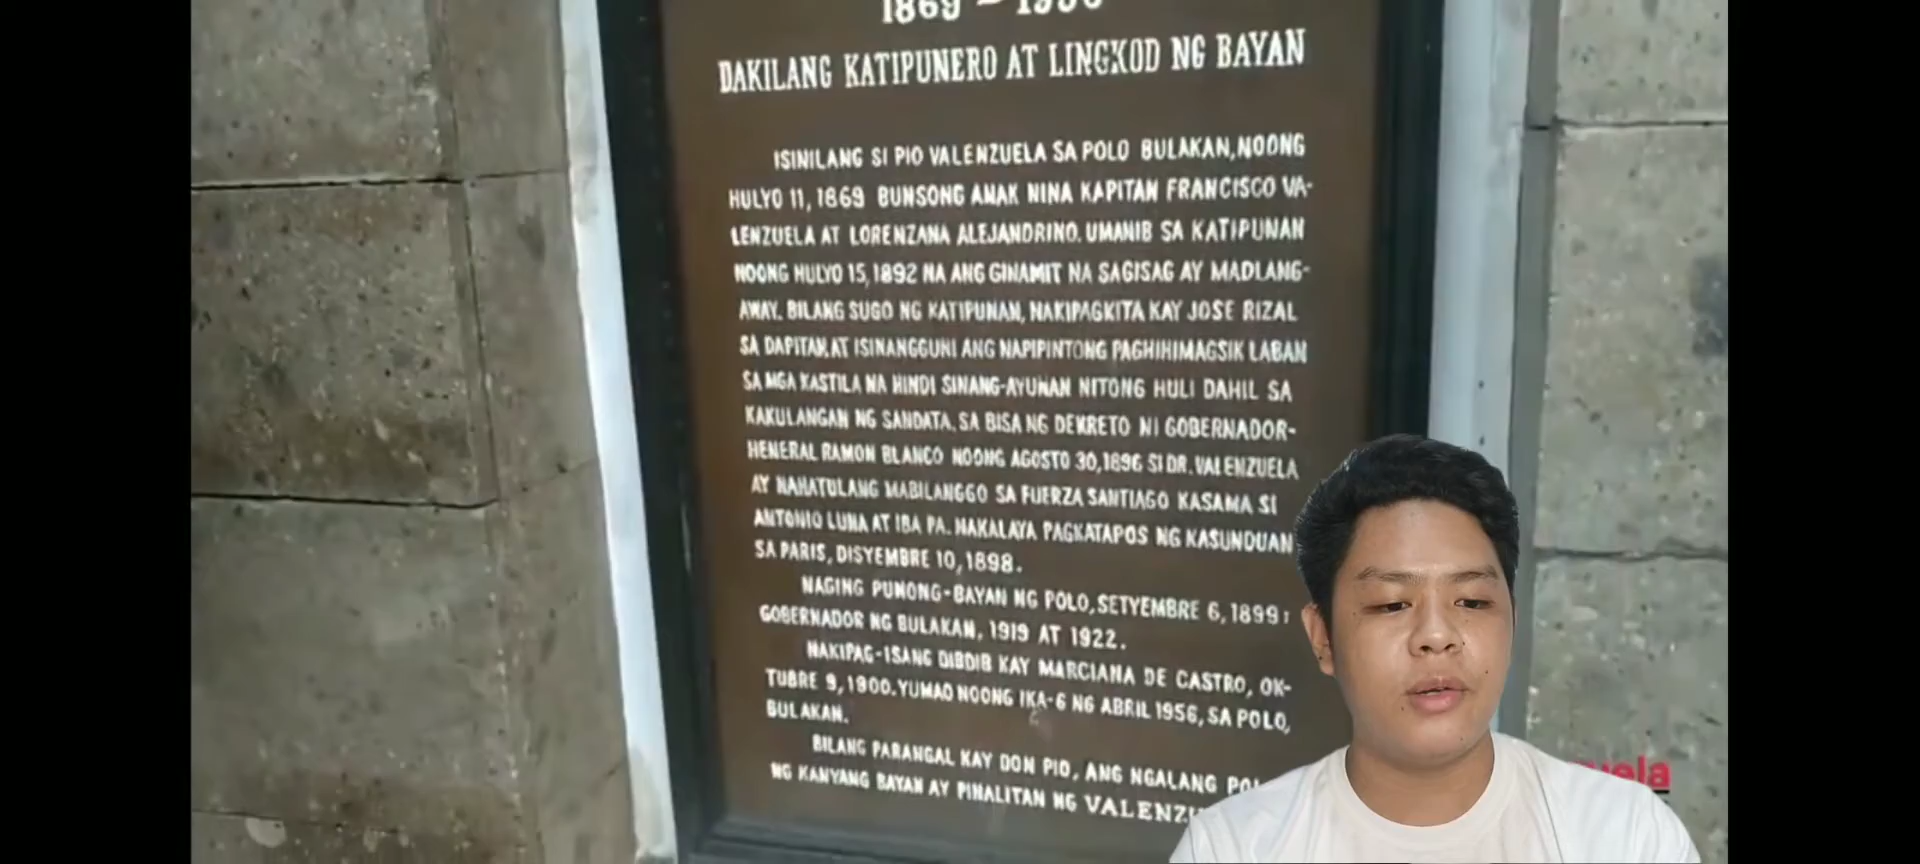 1869 – 1956
DAKILANG KATIPUNERO AT LINGKOD NG BAYAN
ISINILANG SI PIO VALENZUELA SA POLO BULAKAN, NOONG
HULYO 11, 1869 BUNSONG ANAK NINA KAPITAN FRANCISCO VA-
LENZUELA AT LORENZANA ALEJANDRINO. UMANIB SA KATIPUNAN
NOONG HULYO 15, 1892 NA ANG GINAMIT NA SAGISAG AY MADLANG-
AWAY. BILANG SUGO NG KATIPUNAN, NAKIPAGKITA KAY JOSE RIZAL
SA DAPITAN AT ISINANGGUNI ANG NAPIPINTONG PAGHIHIMAGSIK LABAN
SA MGA KASTILA NA HINDI SINANG-AYUNAN NITONG HULI DAHIL SA
KAKULANGAN NG SANDATA. SA BISA NG DEKRETO NI GOBERNADOR-
HENERAL RAMON BLANCO NOONG AGOSTO 30, 1896 SI DR. VALENZUELA
AY NAHATULANG MABILANGGO SA FUERZA SANTIAGO KASAMA SI
ANTONIO LUNA AT IBA PA. NAKALAYA PAGKATAPOS NG KASUNDUAN
SA PARIS, DISYEMBRE 10, 1898.
NAGING PUNONG-BAYAN NG POLO, SETYEMBRE 6, 1899;
GOBERNADOR NG BULAKAN, 1919 AT 1922.
NAKIPAG-ISANG DIBDIB KAY MARCIANA DE CASTRO, OK-
TUBRE 9, 1900. YUMAO NOONG IKA-6 NG ABRIL 1956, SA POLO,
BULAKAN.
BILANG PARANGAL KAY DON PIO, ANG NGALANG
NG KANYANG BAYAN AY PINALITAN NG